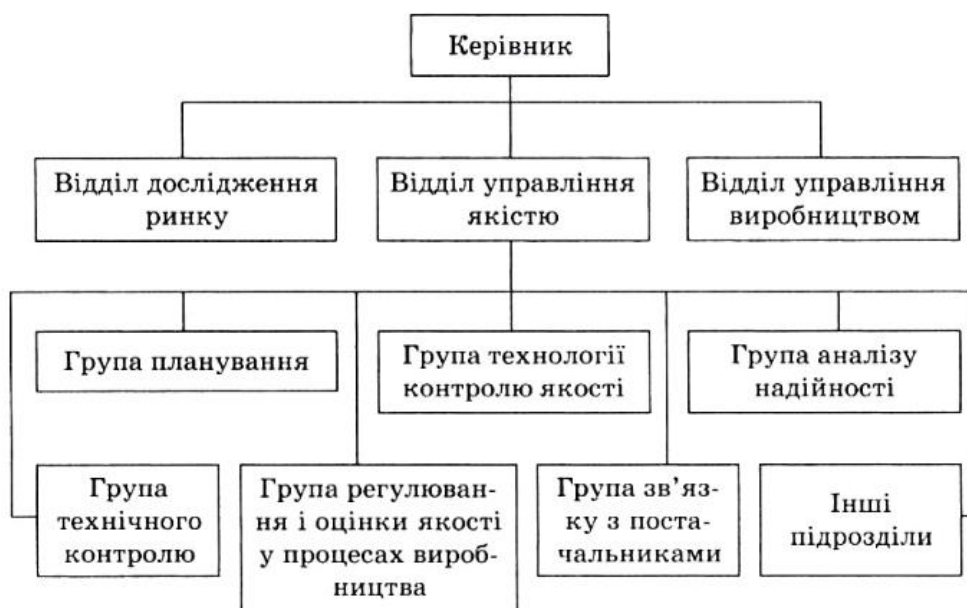 Керівник
Відділ дослідження
ринку
Відділ управління
якістю
Відділ управління
виробництвом
Група планування
Група технології
контролю якості
Група аналізу
надійності
Група
технічного
контролю
Група регулюван-
ня і оцінки якості
у процесах вироб-
ництва
Група зв'яз-
ку з поста-
чальниками
Інші
підрозділи